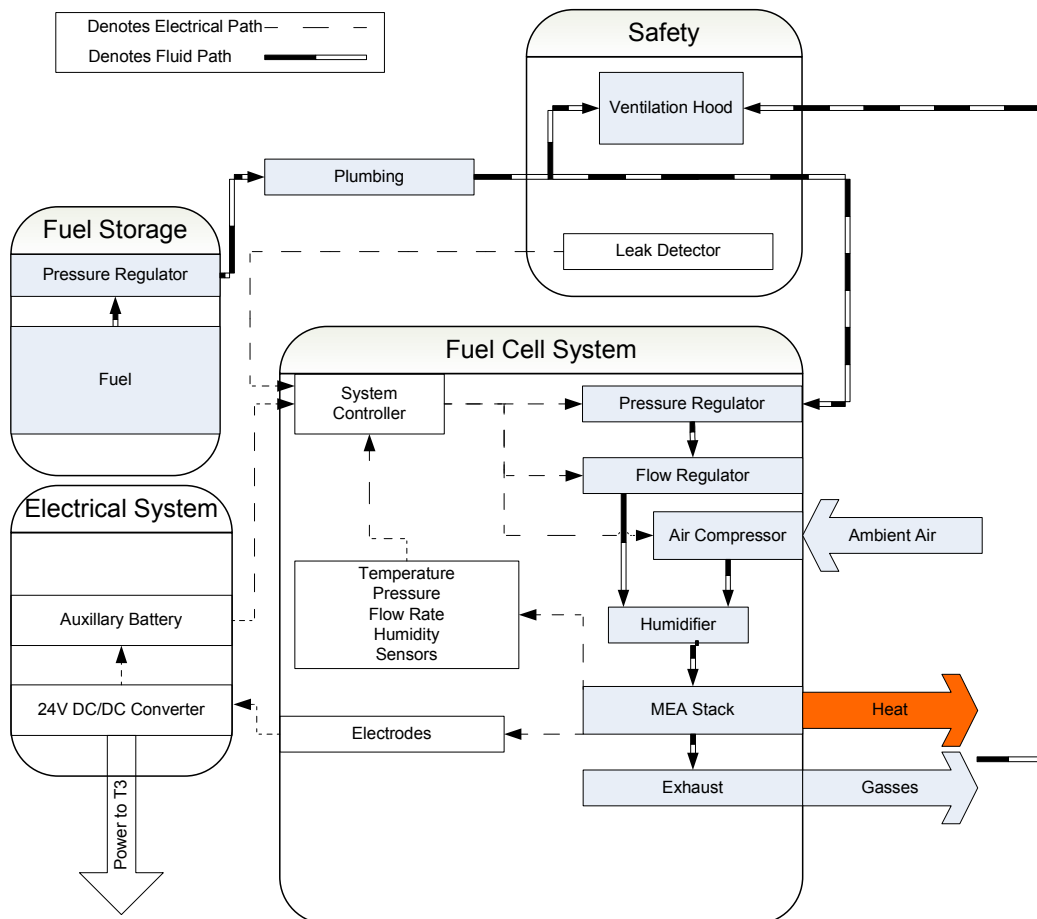 Denotes Electrical Path
Denotes Fluid Path
Safety
Ventilation Hood
Plumbing
Fuel Storage
Pressure Regulator
Leak Detector
Fuel
Fuel Cell System
System
Controller
Pressure Regulator
Flow Regulator
Electrical System
Air Compressor
Ambient Air
Temperature
Pressure
Flow Rate
Humidity
Sensors
Auxillary Battery
Humidifier
24V DC/DC Converter
MEA Stack
Heat
Electrodes
Exhaust
Gasses
Power to T3